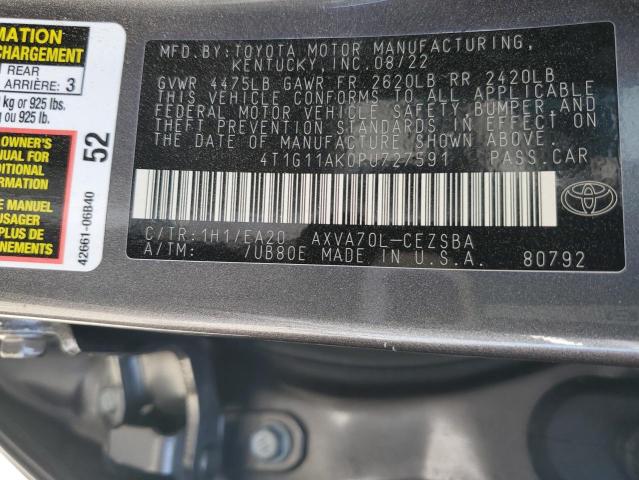 MATION
CHARGEMENT
REAR
ARRIÈRE: 3
kg or 925 lbs.
ou 925 lb.
OWNER'S
NUAL FOR
DITIONAL
ORMATION
MANUEL
USAGER
PLUS DE
NEMENTS
52
42661-06B40
MFD.BY:TOYOTA MOTOR MANUFACTURING,
KENTUCKY, INC.08/22
GVWR 4475LB GAWR FR 2620LB RR 2420LB
THIS VEHICLE CONFORMS TO ALL APPLICABLE
FEDERAL MOTOR VEHICLE SAFETY, BUMPER AND
THEFT PREVENTION STANDARDS IN EFFECT ON
THE DATE OF MANUFACTURE SHOWN ABOVE.
4T1G11AK0PU727591 PASS.CAR
C/TR:1H1/EA20 AXVA70L-CEZSBA
A/TM: /UB80E MADE IN U.S.A. 80792